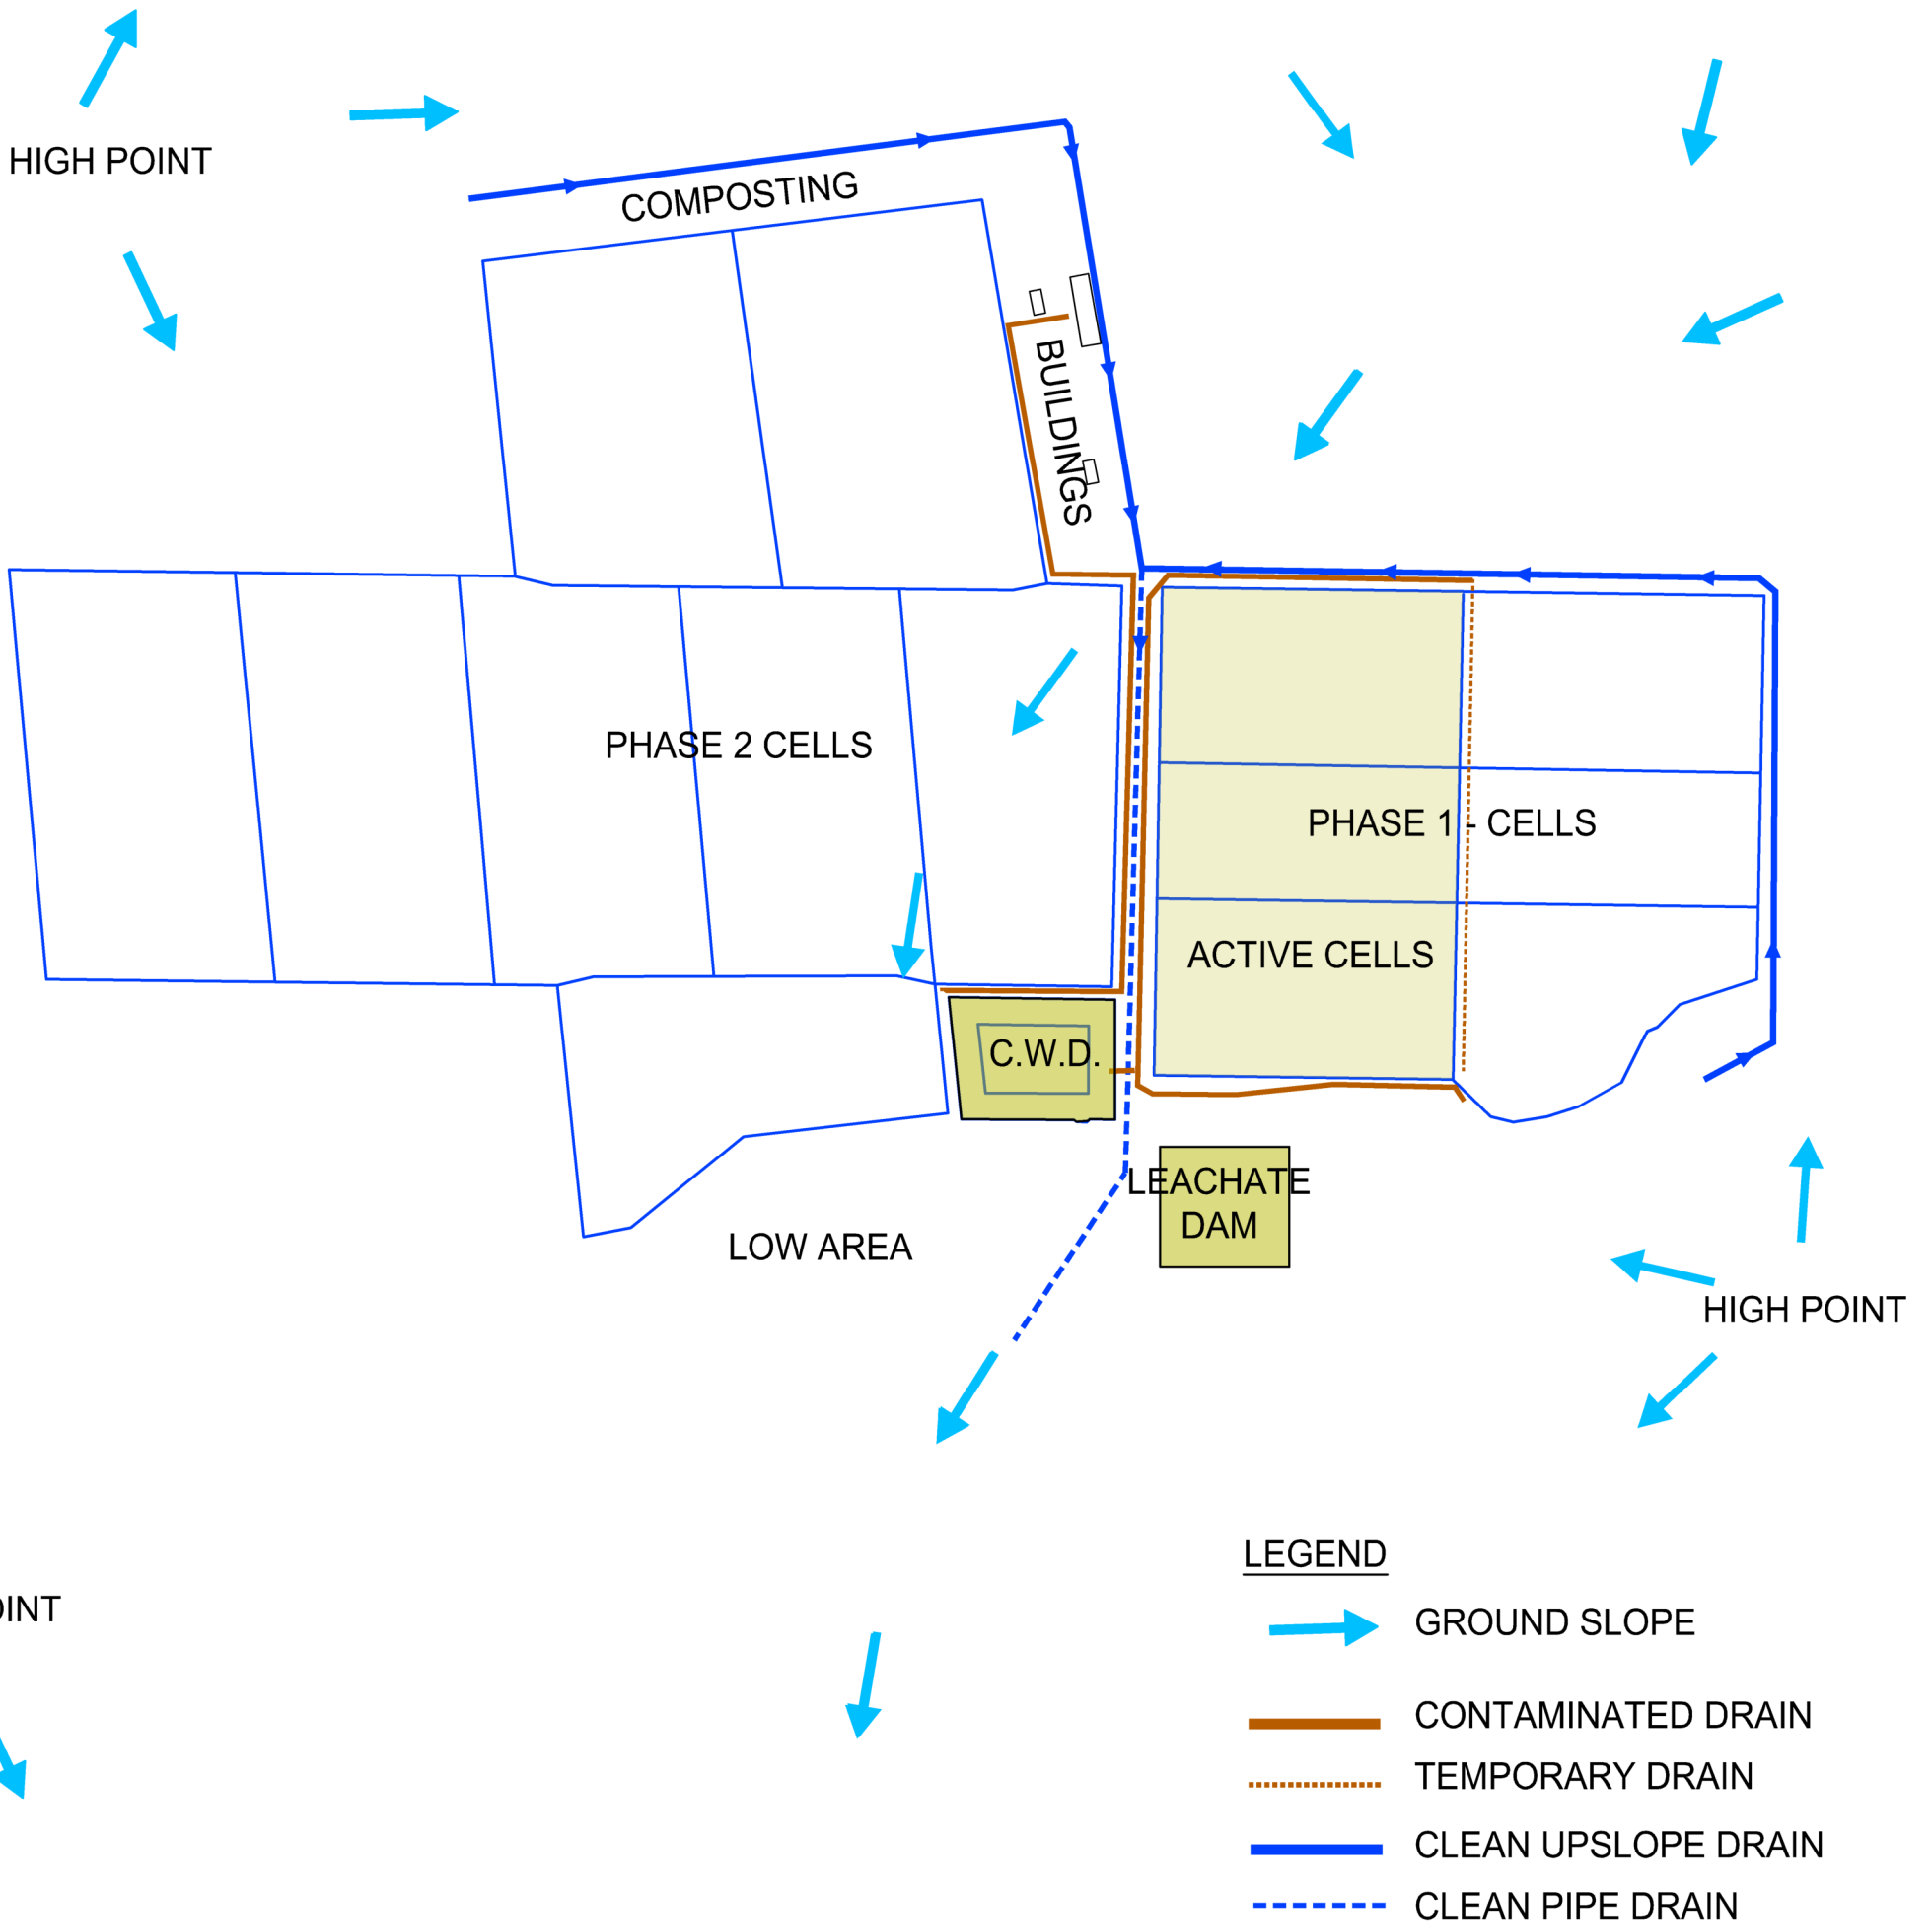 HIGH POINT
COMPOSTING
BUILDINGS
PHASE 2 CELLS
PHASE 1 - CELLS
ACTIVE CELLS
C.W.D.
LEACHATE
DAM
LOW AREA
HIGH POINT
LEGEND
OINT
GROUND SLOPE
CONTAMINATED DRAIN
TEMPORARY DRAIN
CLEAN UPSLOPE DRAIN
CLEAN PIPE DRAIN